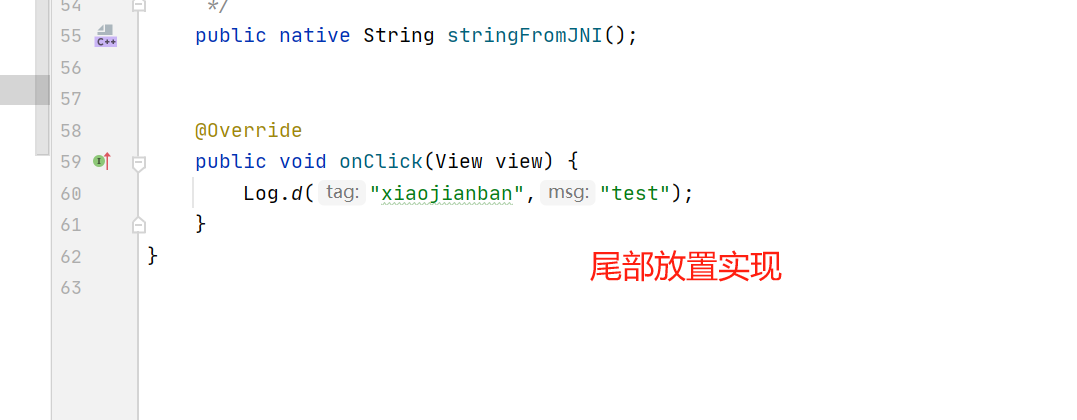 54 */
55 C++ public native String stringFromJNI();
56
57
58 @Override
59 I public void onClick(View view) {
60 Log.d( tag: "xiaojianban", msg: "test");
61 }
62 }
尾部放置实现
63